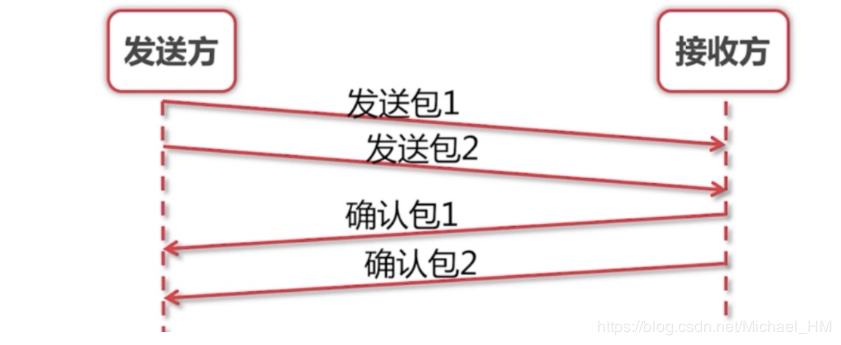 发送方
接收方
发送包1
发送包2
确认包1
确认包2
https://blog.csdn.net/Michael_HM